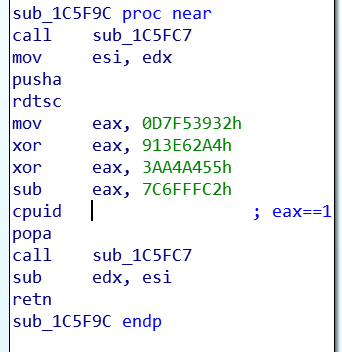 sub_1C5F9C proc near
call sub_1C5FC7
mov esi, edx
pusha
rdtsc
mov eax, 0D7F53932h
xor eax, 913E62A4h
xor eax, 3AA4A455h
sub eax, 7C6FFFC2h
cpuid ; eax==1
popa
call sub_1C5FC7
sub edx, esi
retn
sub_1C5F9C endp